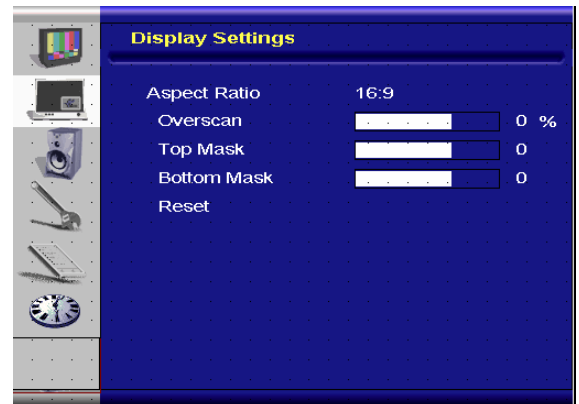 Display Settings
Aspect Ratio 16:9
Overscan 0 %
Top Mask 0
Bottom Mask 0
Reset